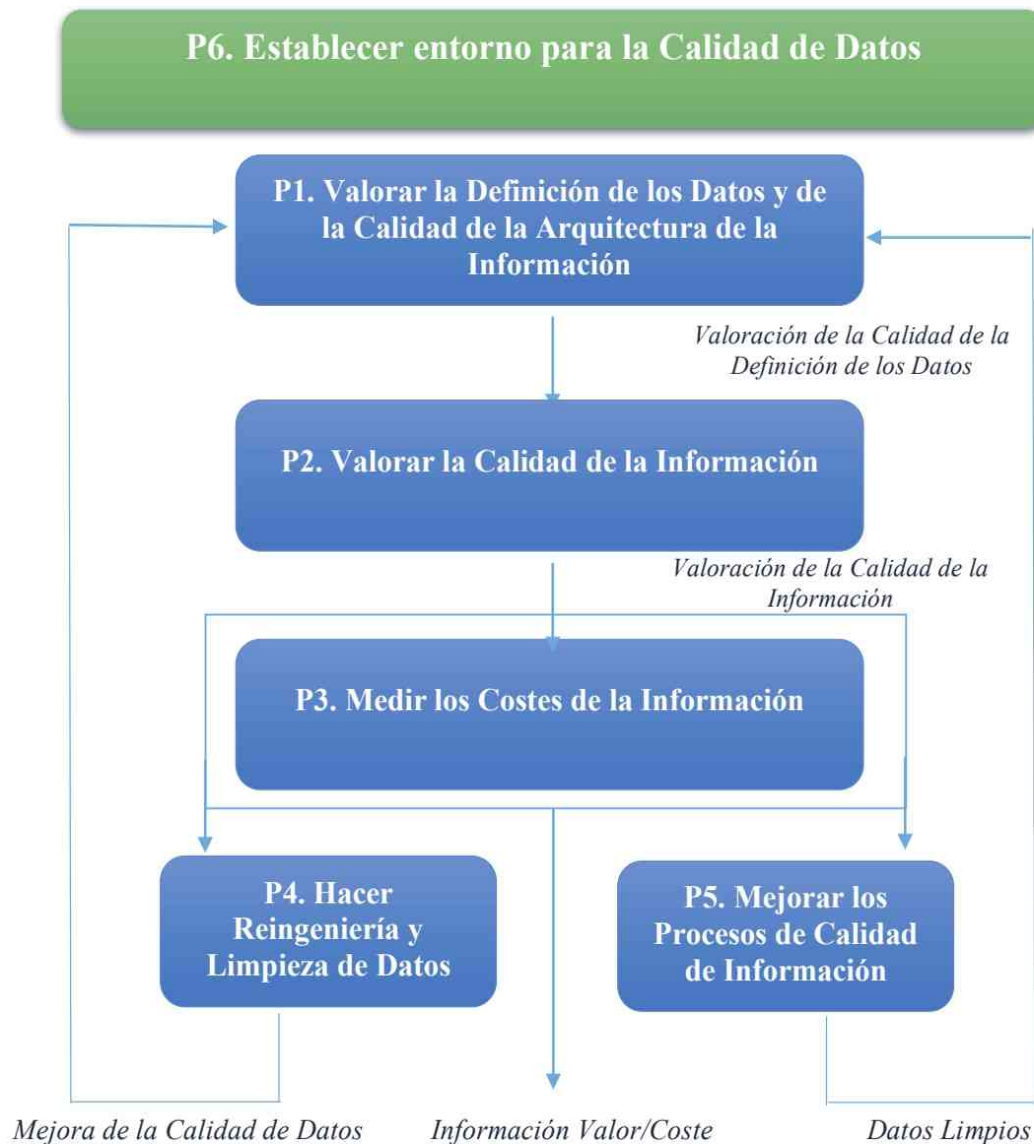 P6. Establecer entorno para la Calidad de Datos
P1. Valorar la Definición de los Datos y de
la Calidad de la Arquitectura de la
Información
Valoración de la Calidad de la
Definición de los Datos
P2. Valorar la Calidad de la Información
Valoración de la Calidad de la
Información
P3. Medir los Costes de la Información
P4. Hacer
Reingeniería y
Limpieza de Datos
P5. Mejorar los
Procesos de Calidad
de Información
Mejora de la Calidad de Datos
Información Valor/Coste
Datos Limpios